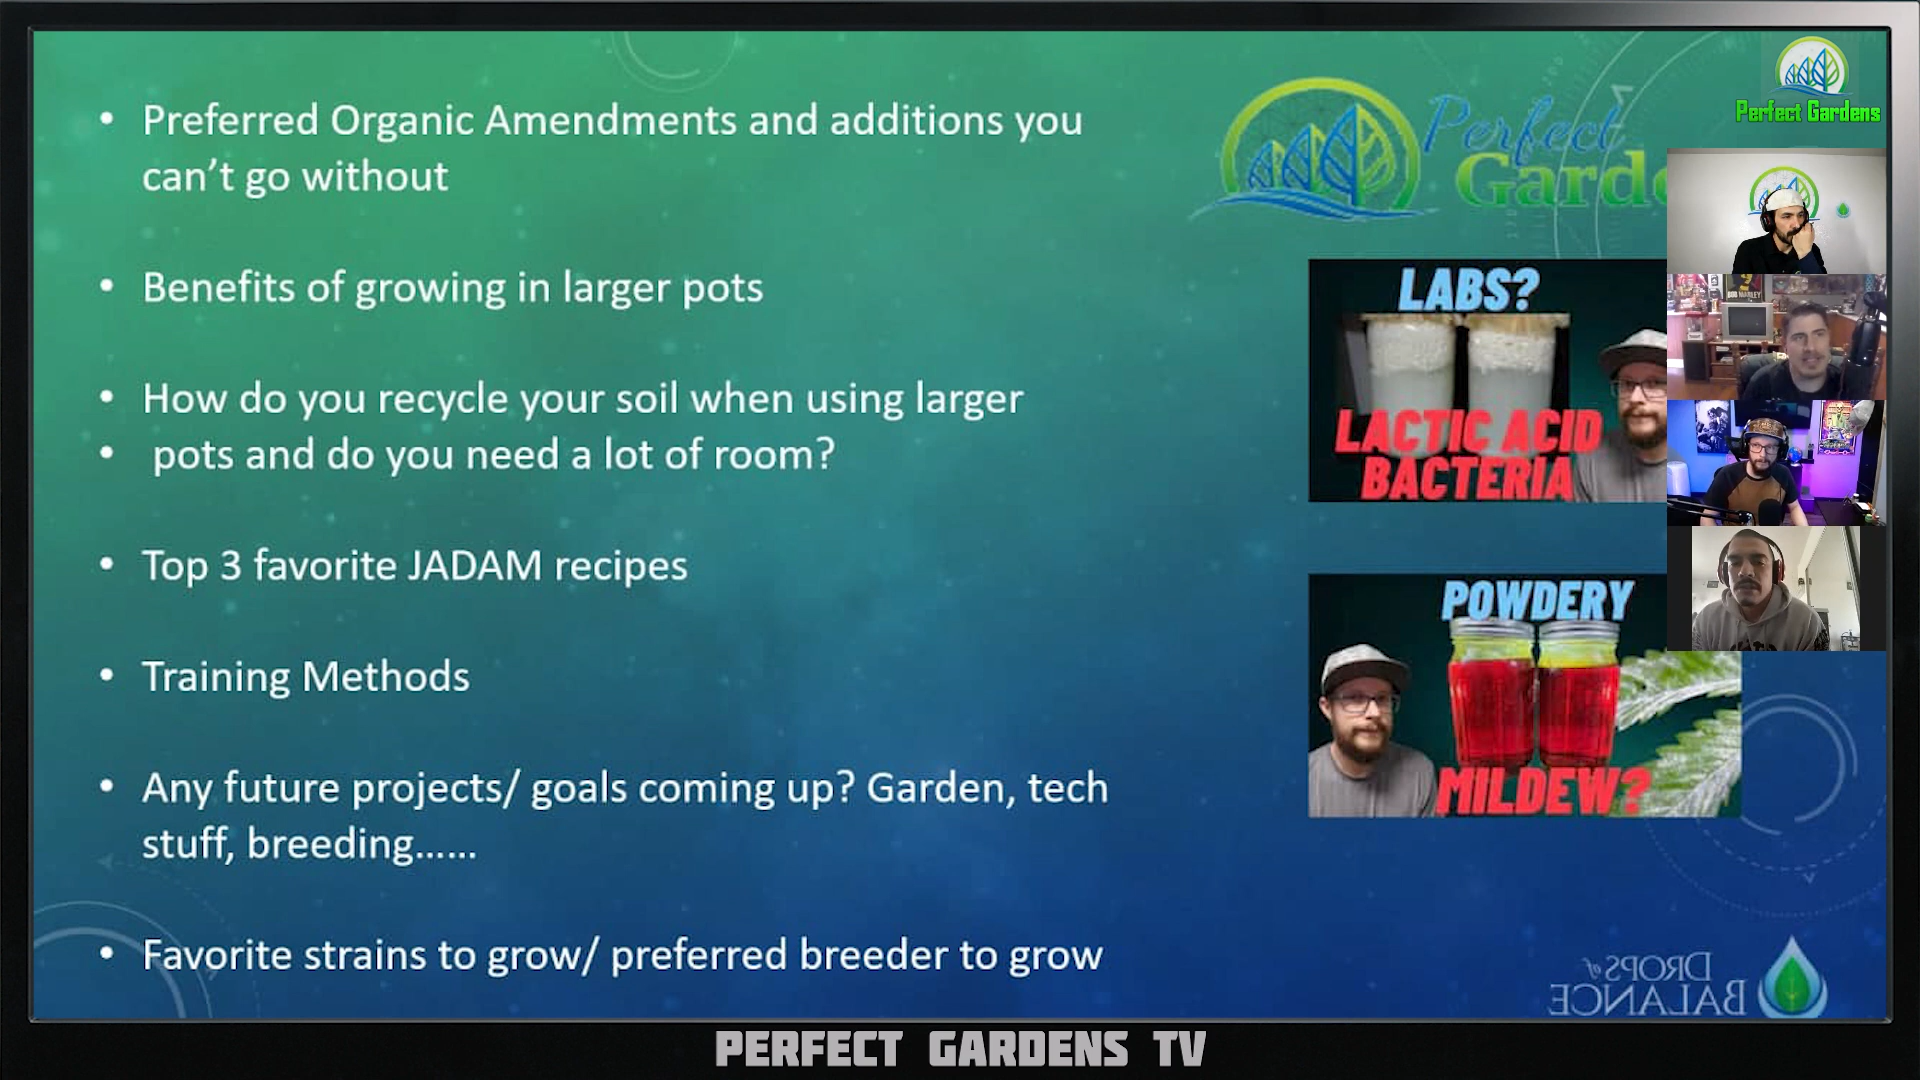 • Preferred Organic Amendments and additions you
can’t go without
• Benefits of growing in larger pots
• How do you recycle your soil when using larger
• pots and do you need a lot of room?
• Top 3 favorite JADAM recipes
• Training Methods
• Any future projects/ goals coming up? Garden, tech
stuff, breeding......
• Favorite strains to grow/ preferred breeder to grow
Perfect
Garde
Perfect Gardens
BOB MARLEY
LABS?
LACTIC ACID
BACTERIA
POWDERY
MILDEW?
DROPS of
BALANCE
PERFECT GARDENS TV